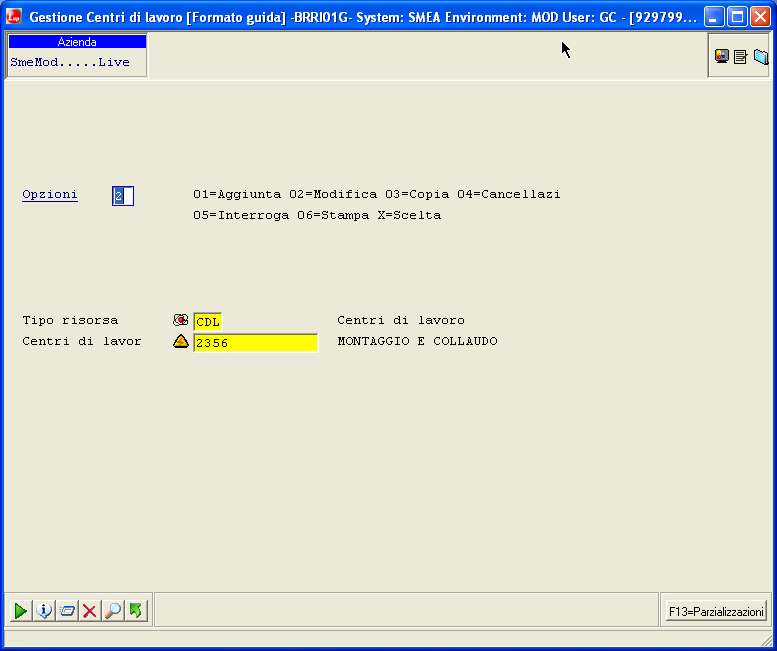 Gestione Centri di lavoro [Formato guida] -BRRI01G- System: SMEA Environment: MOD User: GC - [929799...
Azienda
SmeMod.....Live
Opzioni 2 01=Aggiunta 02=Modifica 03=Copia 04=Cancellazi
05=Interroga 06=Stampa X=Scelta
Tipo risorsa CDL Centri di lavoro
Centri di lavor 2356 MONTAGGIO E COLLAUDO
F13=Parzializzazioni